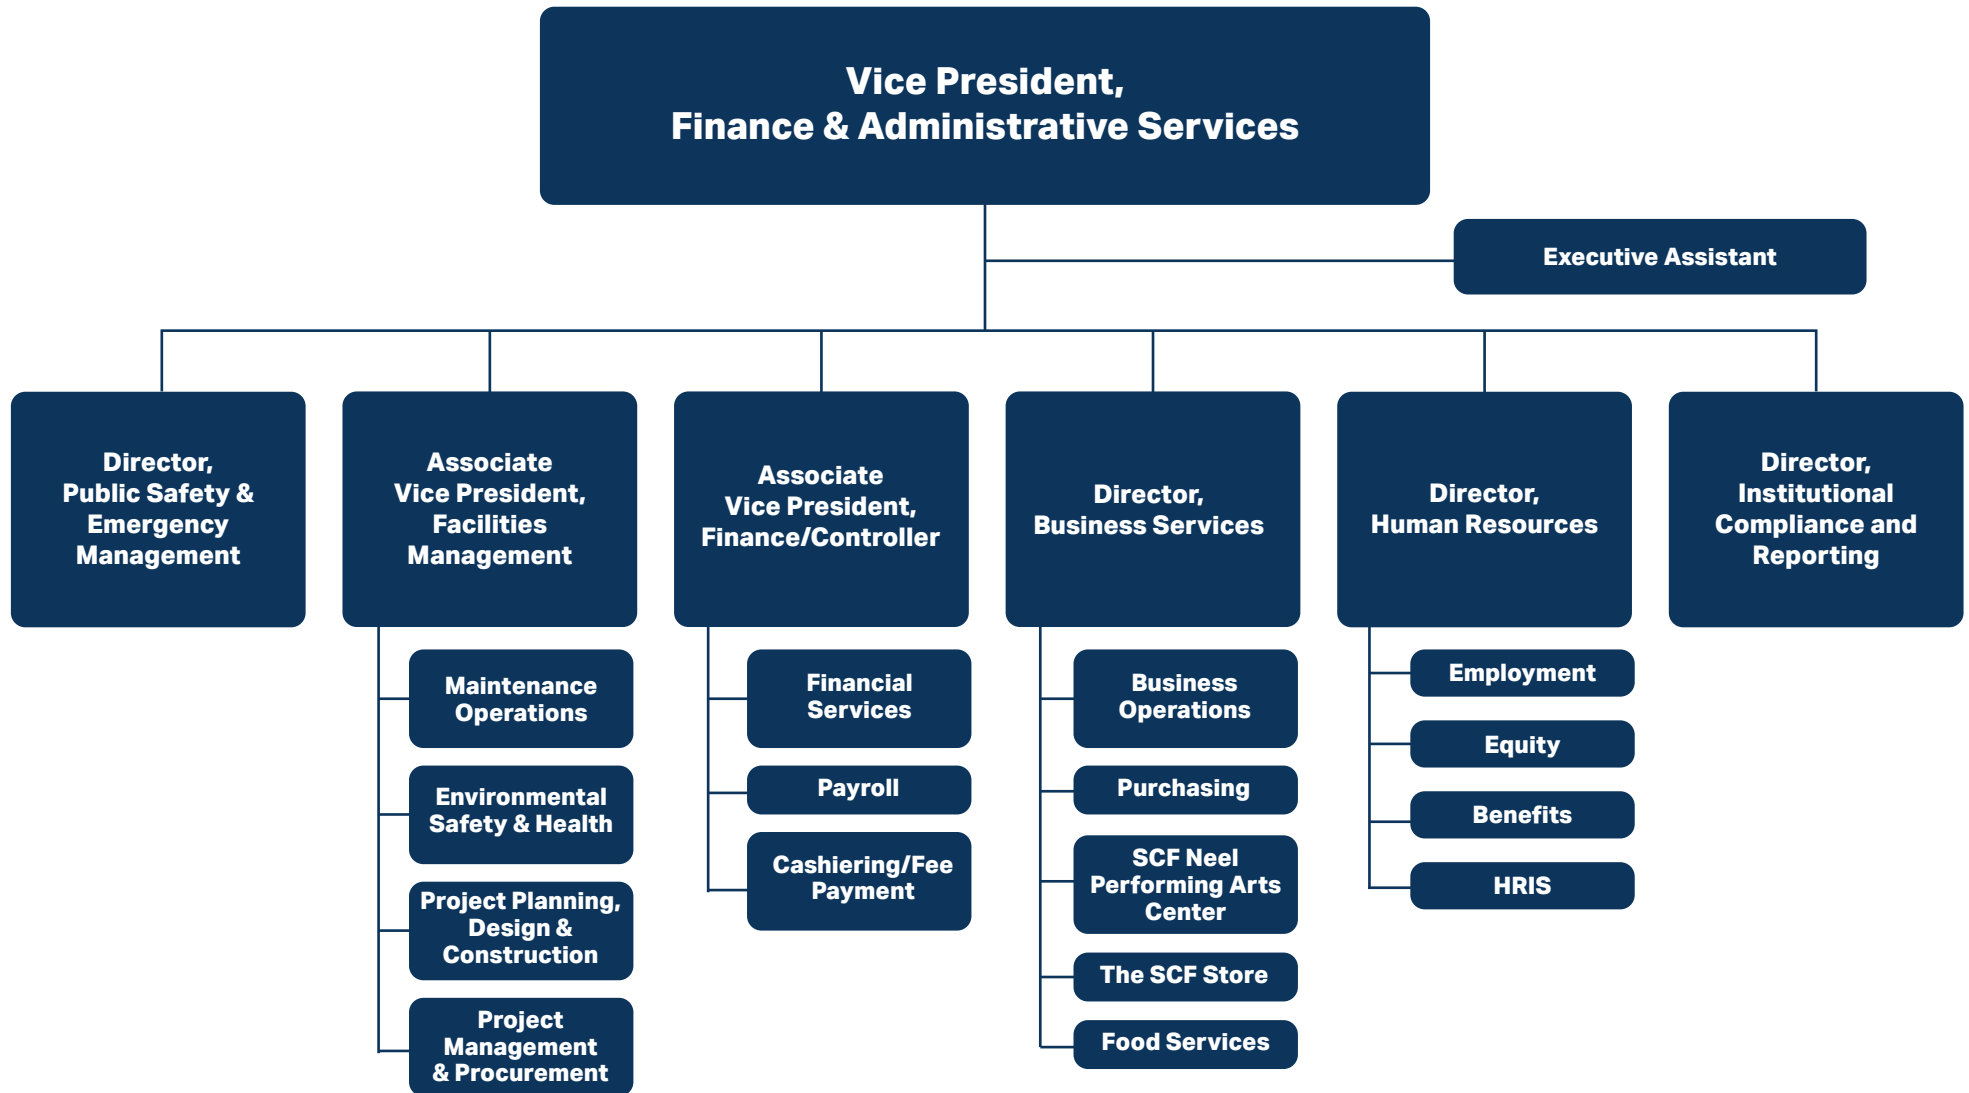 Vice President,
Finance & Administrative Services
Executive Assistant
Director,
Public Safety &
Emergency
Management
Associate
Vice President,
Facilities
Management
Maintenance
Operations
Environmental
Safety & Health
Project Planning,
Design &
Construction
Project
Management
& Procurement
Associate
Vice President,
Finance/Controller
Financial
Services
Payroll
Cashiering/Fee
Payment
Director,
Business Services
Business
Operations
Purchasing
SCF Neel
Performing Arts
Center
The SCF Store
Food Services
Director,
Human Resources
Employment
Equity
Benefits
HRIS
Director,
Institutional
Compliance and
Reporting